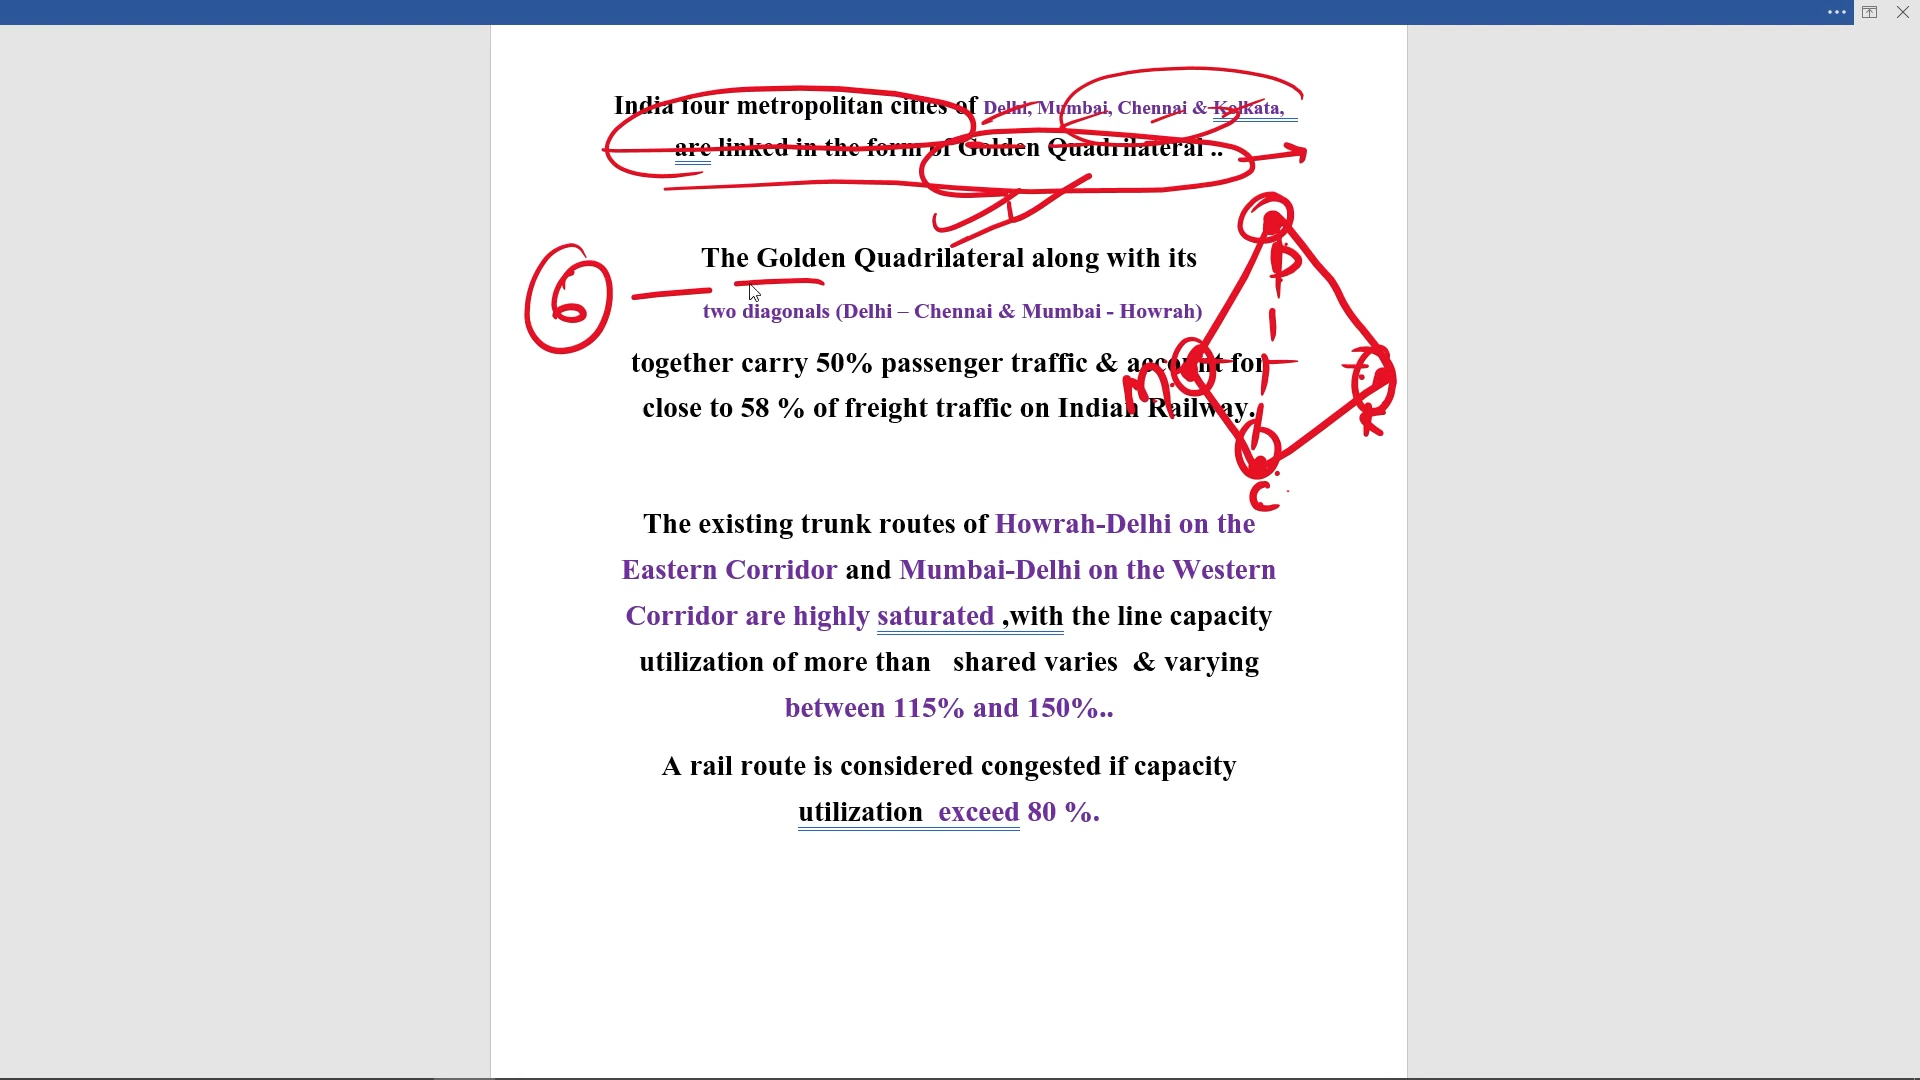 India four metropolitan cities of Delhi, Mumbai, Chennai & Kolkata,
are linked in the form of Golden Quadrilateral ..
The Golden Quadrilateral along with its
6
two diagonals (Delhi – Chennai & Mumbai - Howrah)
together carry 50% passenger traffic & account for
close to 58 % of freight traffic on Indian Railway.
D
M
K
C
The existing trunk routes of Howrah-Delhi on the
Eastern Corridor and Mumbai-Delhi on the Western
Corridor are highly saturated ,with the line capacity
utilization of more than shared varies & varying
between 115% and 150%..
A rail route is considered congested if capacity
utilization exceed 80 %.